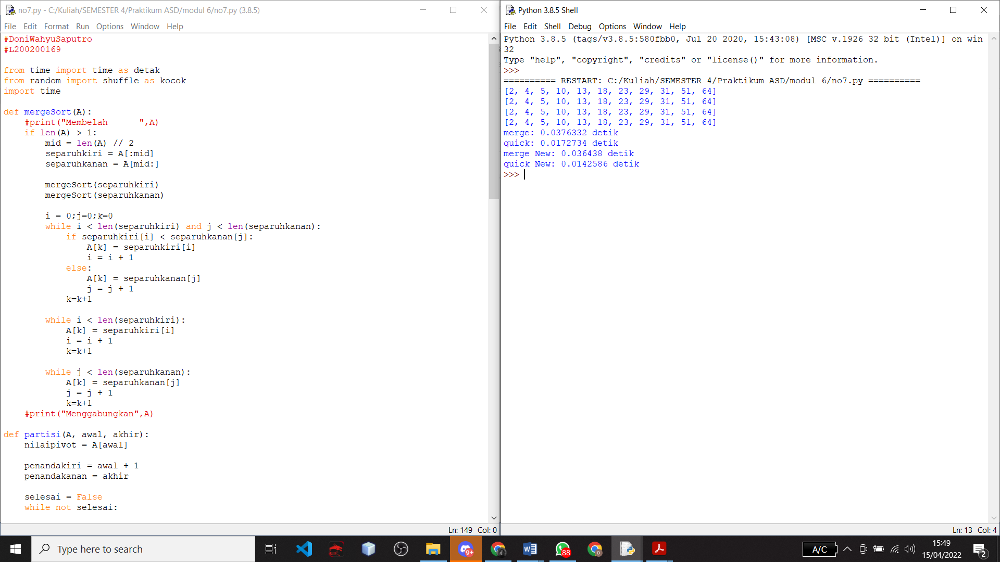 no7.py - C:/Kuliah/SEMESTER 4/Praktikum ASD/modul 6/no7.py (3.8.5)
File Edit Format Run Options Window Help
#DoniWahyuSaputro
#L200200169

from time import time as detak
from random import shuffle as kocok
import time

def mergeSort(A):
    #print("Membelah      ",A)
    if len(A) > 1:
        mid = len(A) // 2
        separuhkiri = A[:mid]
        separuhkanan = A[mid:]

        mergeSort(separuhkiri)
        mergeSort(separuhkanan)

        i = 0;j=0;k=0
        while i < len(separuhkiri) and j < len(separuhkanan):
            if separuhkiri[i] < separuhkanan[j]:
                A[k] = separuhkiri[i]
                i = i + 1
            else:
                A[k] = separuhkanan[j]
                j = j + 1
            k=k+1

        while i < len(separuhkiri):
            A[k] = separuhkiri[i]
            i = i + 1
            k=k+1

        while j < len(separuhkanan):
            A[k] = separuhkanan[j]
            j = j + 1
            k=k+1
    #print("Menggabungkan",A)

def partisi(A, awal, akhir):
    nilaipivot = A[awal]

    penandakiri = awal + 1
    penandakanan = akhir

    selesai = False
    while not selesai:
Ln: 149 Col: 0
Python 3.8.5 Shell
File Edit Shell Debug Options Window Help
Python 3.8.5 (tags/v3.8.5:580fbb0, Jul 20 2020, 15:43:08) [MSC v.1926 32 bit (Intel)] on win
32
Type "help", "copyright", "credits" or "license()" for more information.
>>>
========== RESTART: C:/Kuliah/SEMESTER 4/Praktikum ASD/modul 6/no7.py ==========
[2, 4, 5, 10, 13, 18, 23, 29, 31, 51, 64]
[2, 4, 5, 10, 13, 18, 23, 29, 31, 51, 64]
[2, 4, 5, 10, 13, 18, 23, 29, 31, 51, 64]
[2, 4, 5, 10, 13, 18, 23, 29, 31, 51, 64]
merge: 0.0376332 detik
quick: 0.0172734 detik
merge New: 0.036438 detik
quick New: 0.0142586 detik
>>>
Ln: 13 Col: 4
Type here to search
9+
88
D
A/C
15:49
15/04/2022
2